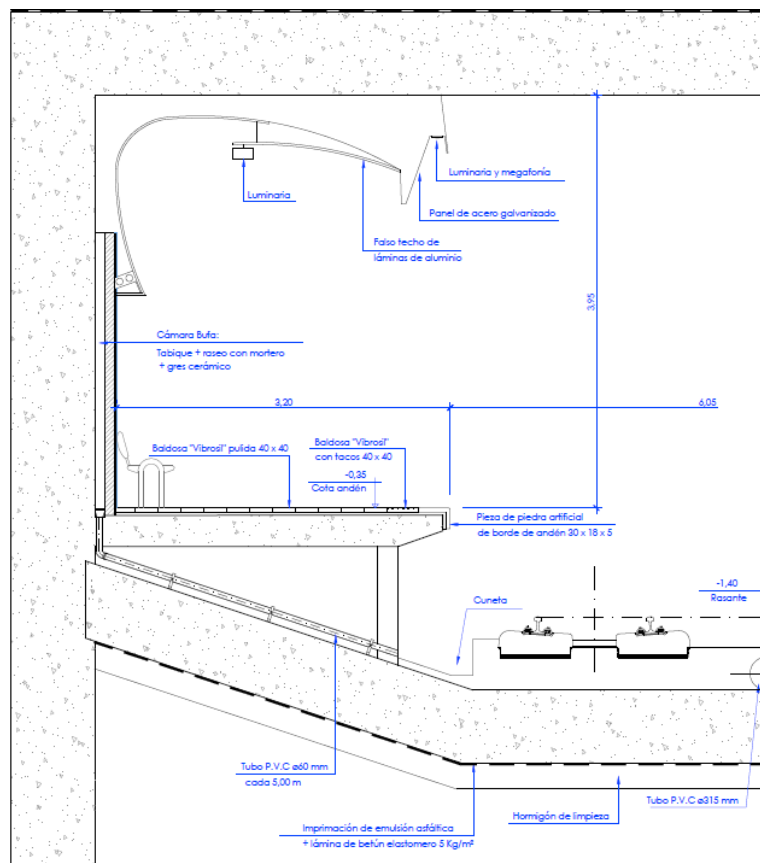 Luminaria y megafonía
Luminaria
Panel de acero galvanizado
Falso techo de
láminas de aluminio
3,95
Cámara Bufa:
Tabique + raseo con mortero
+ gres cerámico
3,20
6,05
Baldosa "Vibrosil" pulida 40 x 40
Baldosa "Vibrosil"
con tacos 40 x 40
-0,35
Cota andén
Pieza de piedra artificial
de borde de andén 30 x 18 x 5
-1,40
Rasante
Cuneta
Tubo P.V.C ø60 mm
cada 5,00 m
Tubo P.V.C ø315 mm
Hormigón de limpieza
Imprimación de emulsión asfáltica
+ lámina de betún elastomero 5 Kg/m²